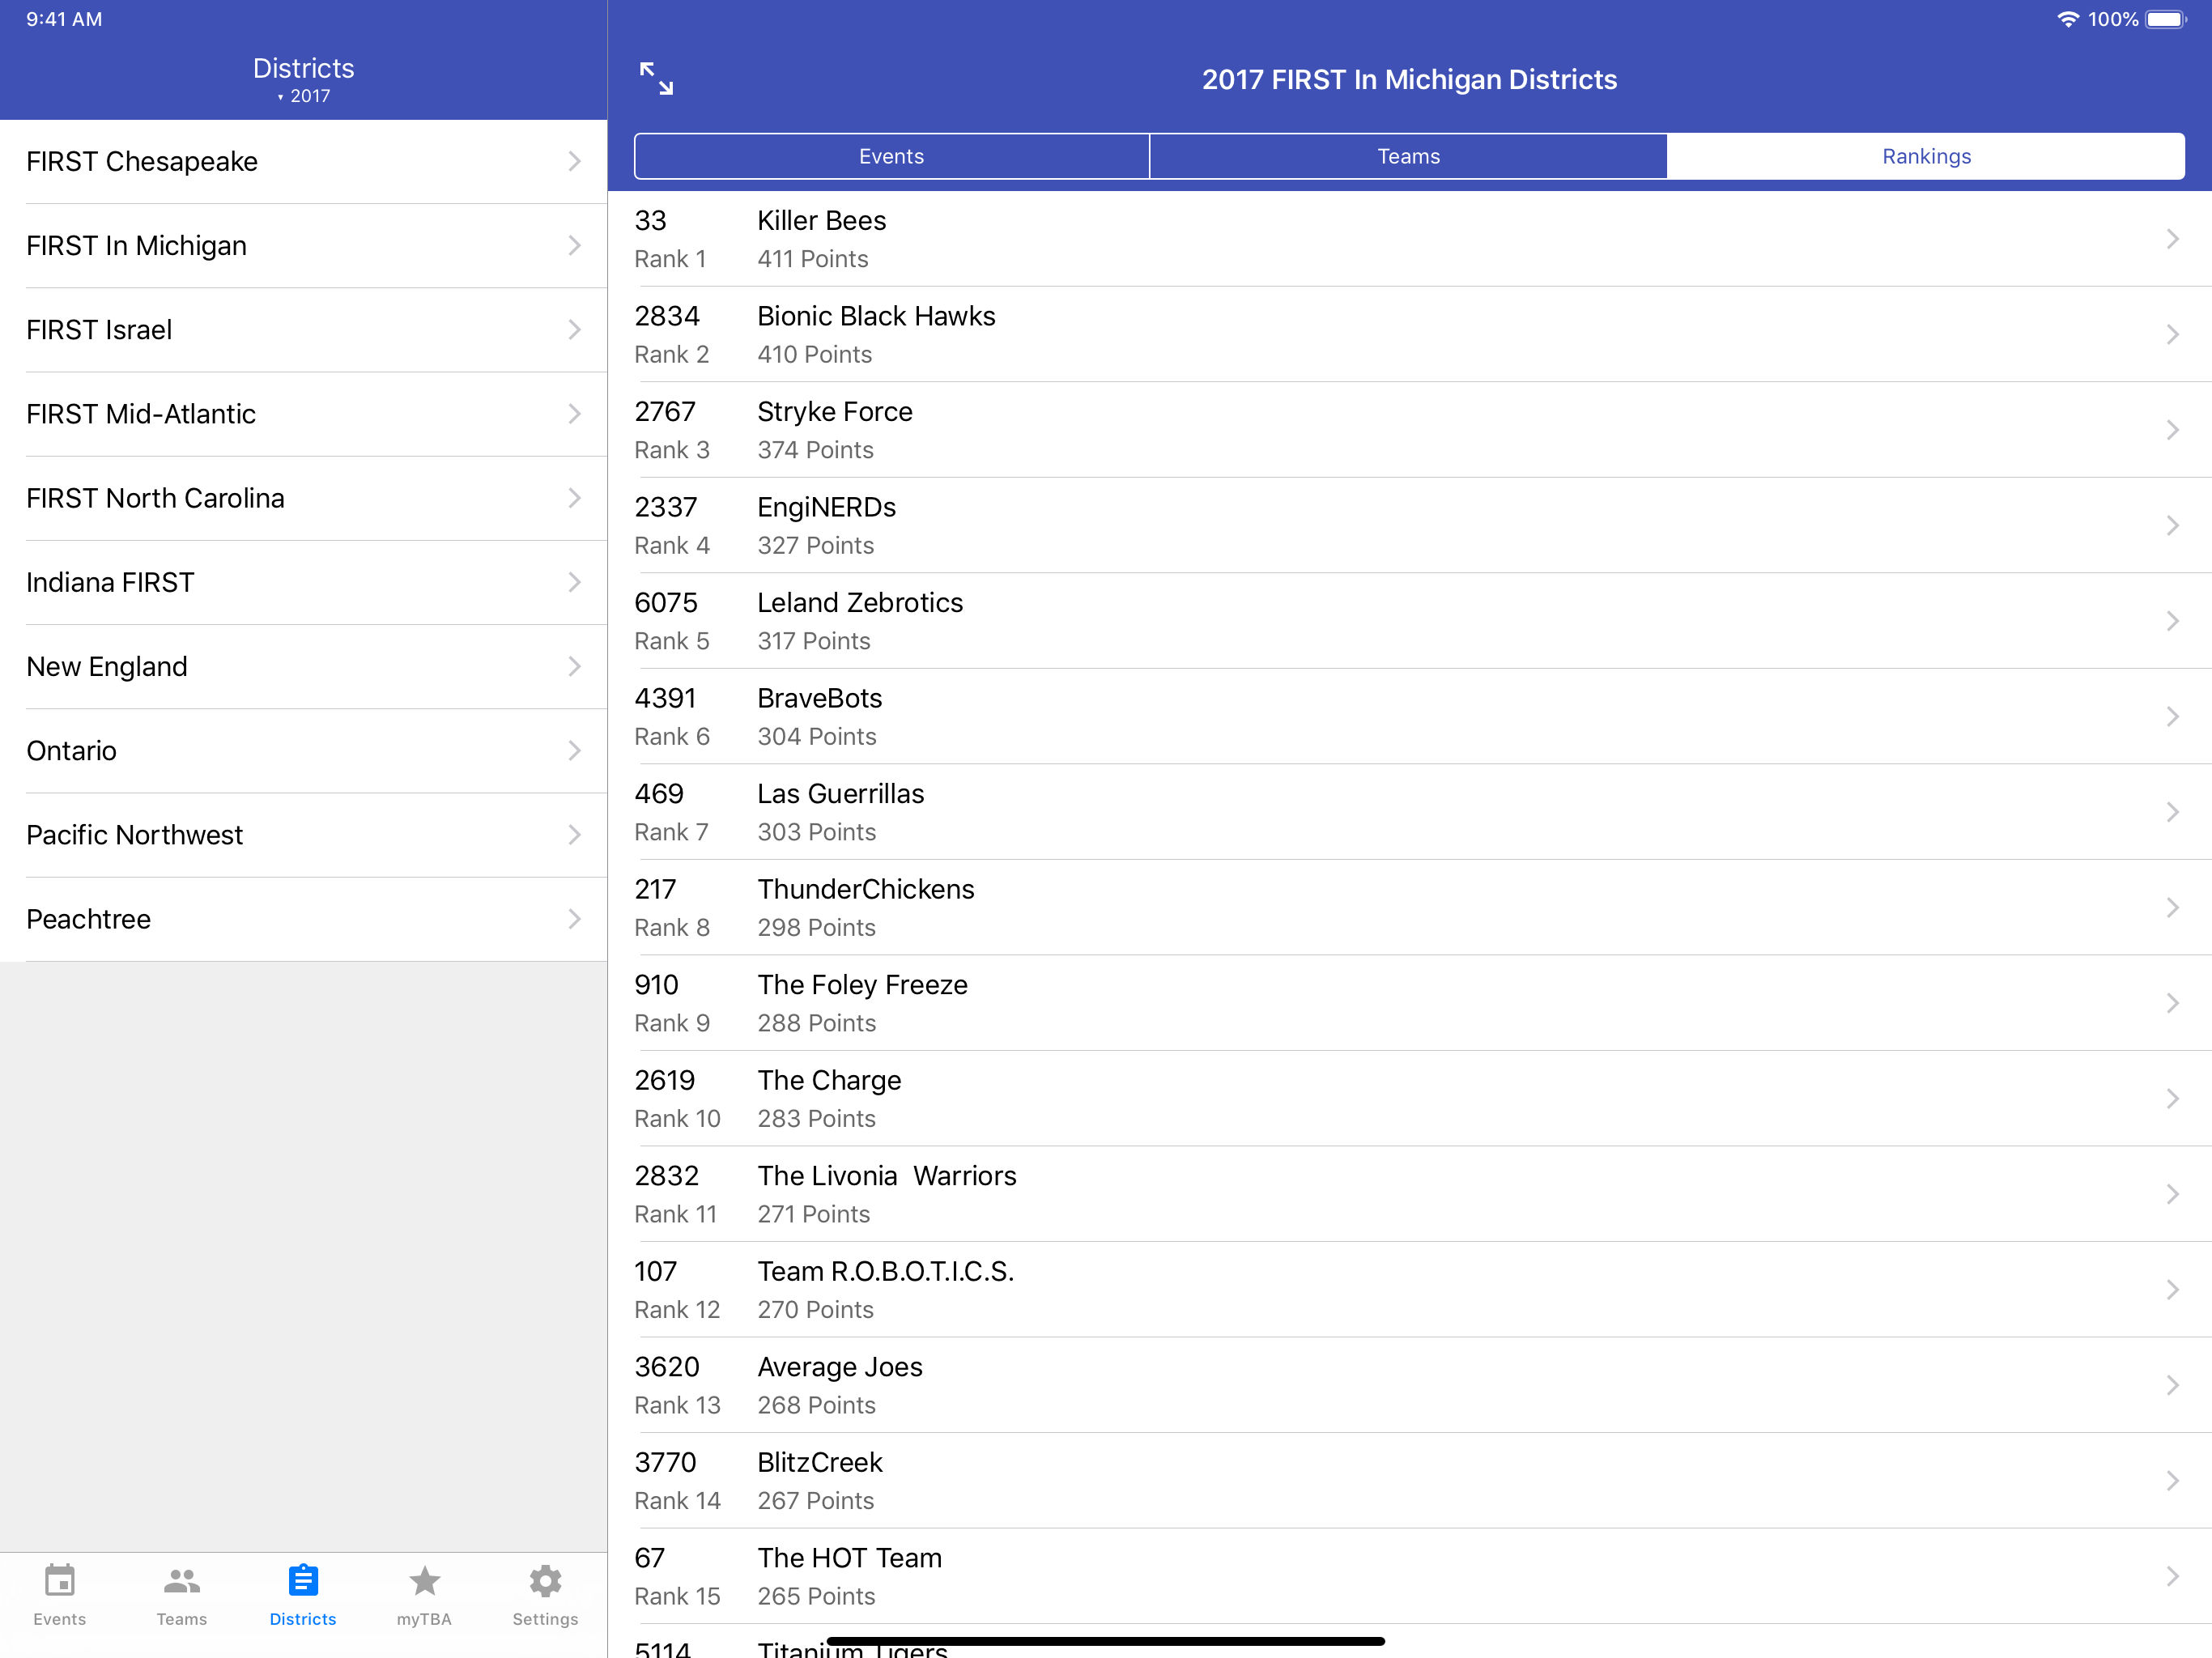 9:41 AM
100%
Districts
▾ 2017
FIRST Chesapeake
FIRST In Michigan
FIRST Israel
FIRST Mid-Atlantic
FIRST North Carolina
Indiana FIRST
New England
Ontario
Pacific Northwest
Peachtree
Events
Teams
Districts
myTBA
Settings
2017 FIRST In Michigan Districts
Events
Teams
Rankings
33 Killer Bees
Rank 1 411 Points
2834 Bionic Black Hawks
Rank 2 410 Points
2767 Stryke Force
Rank 3 374 Points
2337 EngiNERDs
Rank 4 327 Points
6075 Leland Zebrotics
Rank 5 317 Points
4391 BraveBots
Rank 6 304 Points
469 Las Guerrillas
Rank 7 303 Points
217 ThunderChickens
Rank 8 298 Points
910 The Foley Freeze
Rank 9 288 Points
2619 The Charge
Rank 10 283 Points
2832 The Livonia  Warriors
Rank 11 271 Points
107 Team R.O.B.O.T.I.C.S.
Rank 12 270 Points
3620 Average Joes
Rank 13 268 Points
3770 BlitzCreek
Rank 14 267 Points
67 The HOT Team
Rank 15 265 Points
5114 Titanium Tigers